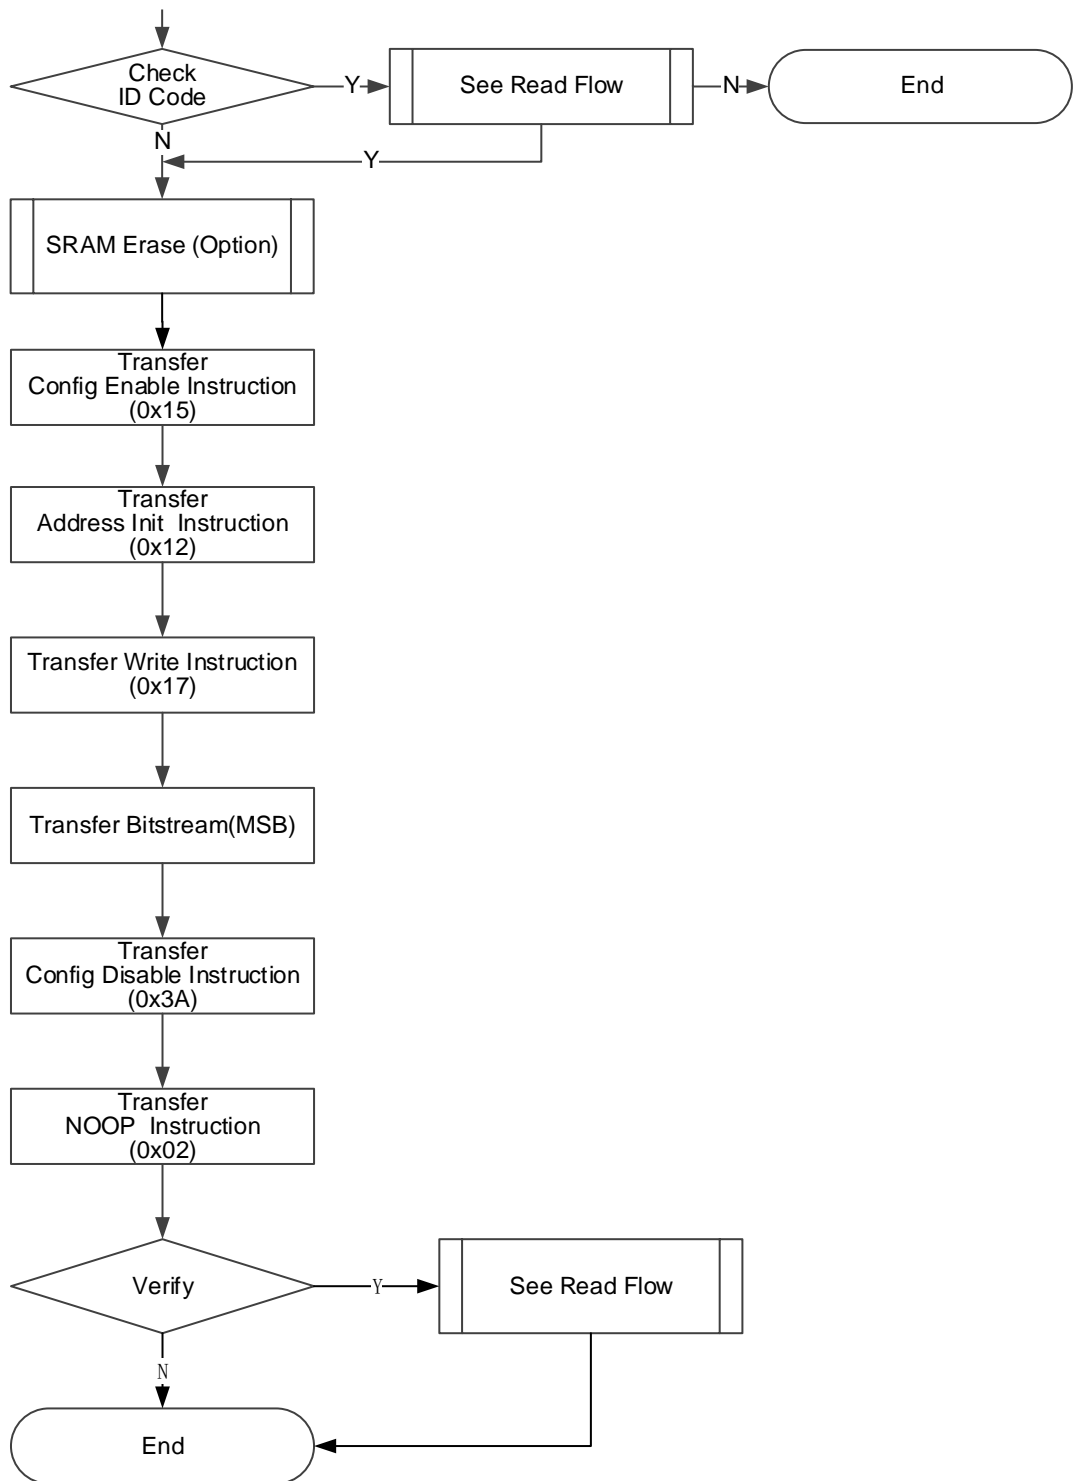 Check
ID Code
Y
See Read Flow
N
End
N
Y
SRAM Erase (Option)
Transfer
Config Enable Instruction
(0x15)
Transfer
Address Init  Instruction
(0x12)
Transfer Write Instruction
(0x17)
Transfer Bitstream(MSB)
Transfer
Config Disable Instruction
(0x3A)
Transfer
NOOP  Instruction
(0x02)
Verify
Y
See Read Flow
N
End